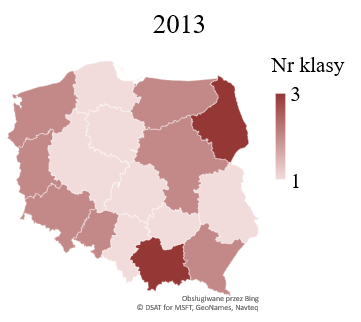 2013
Nr klasy
3
1
Obsługiwane przez Bing
© DSAT for MSFT, GeoNames, Navteq